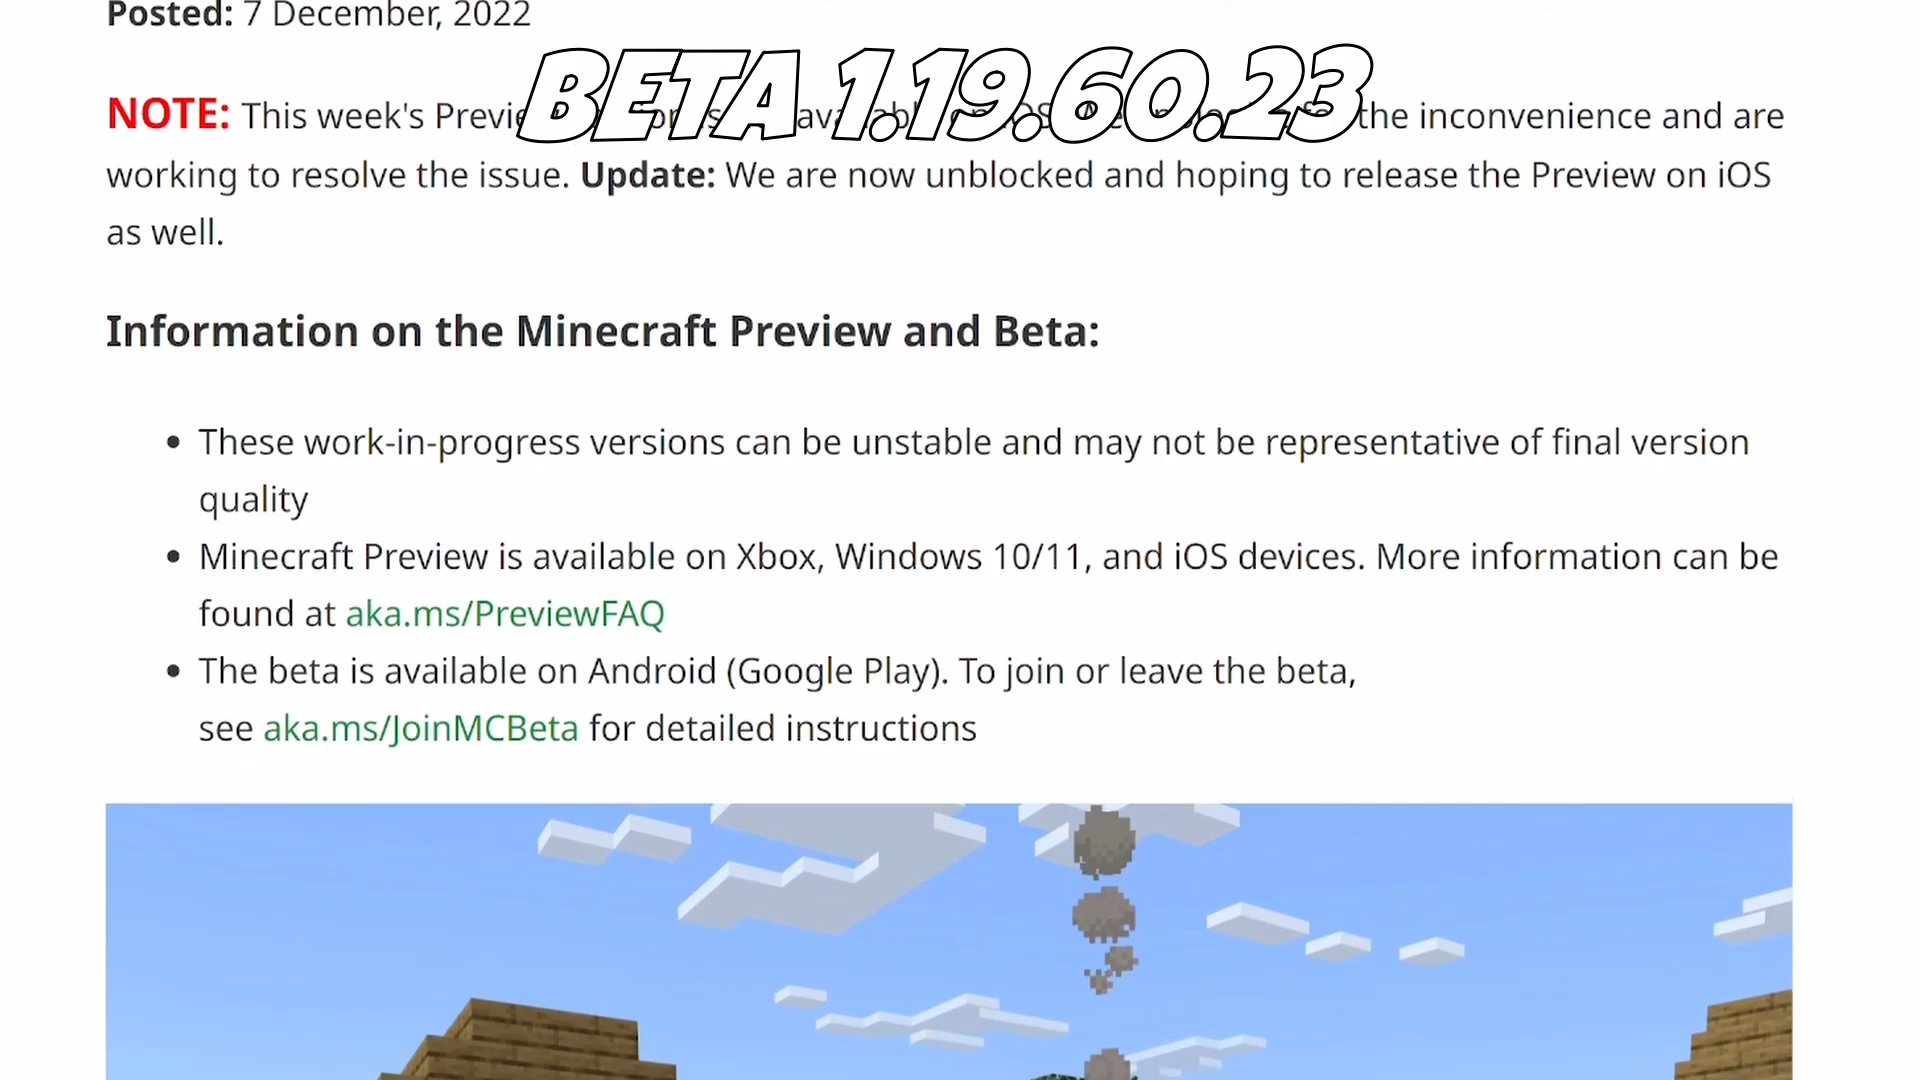 Posted: 7 December, 2022
BETA 1.19.60.23
NOTE: This week's the inconvenience and are
working to resolve the issue. Update: We are now unblocked and hoping to release the Preview on iOS
as well.
Information on the Minecraft Preview and Beta:
• These work-in-progress versions can be unstable and may not be representative of final version
quality
• Minecraft Preview is available on Xbox, Windows 10/11, and iOS devices. More information can be
found at aka.ms/PreviewFAQ
• The beta is available on Android (Google Play). To join or leave the beta,
see aka.ms/JoinMCBeta for detailed instructions